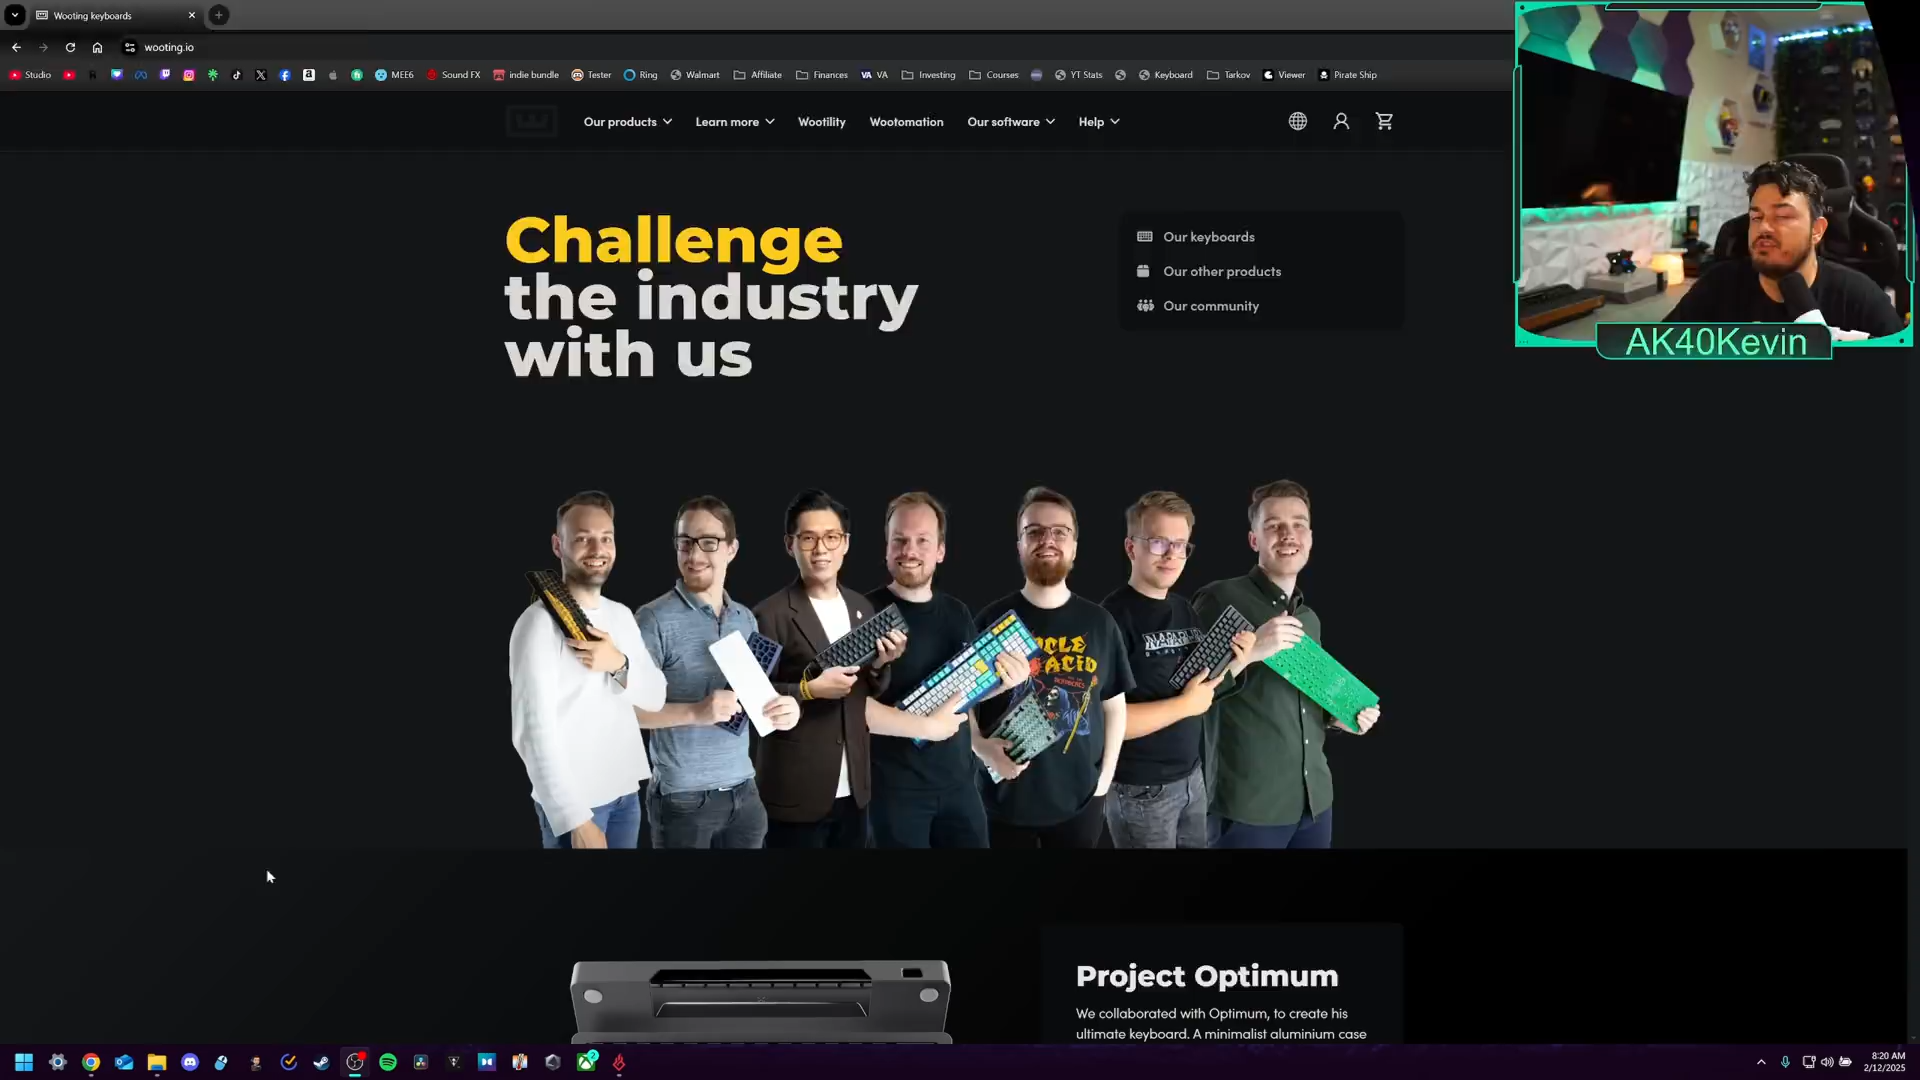 Wooting keyboards
wooting.io
Studio
MEE6
Sound FX
indie bundle
Tester
Ring
Walmart
Affiliate
Finances
VA VA
Investing
Courses
YT Stats
Keyboard
Tarkov
Viewer
Pirate Ship
Our products
Learn more
Wootility
Wootomation
Our software
Help
Challenge
the industry
with us
Our keyboards
Our other products
Our community
AK40Kevin
Project Optimum
We collaborated with Optimum, to create his
ultimate keyboard. A minimalist aluminium case
2
8:20 AM
2/12/2025